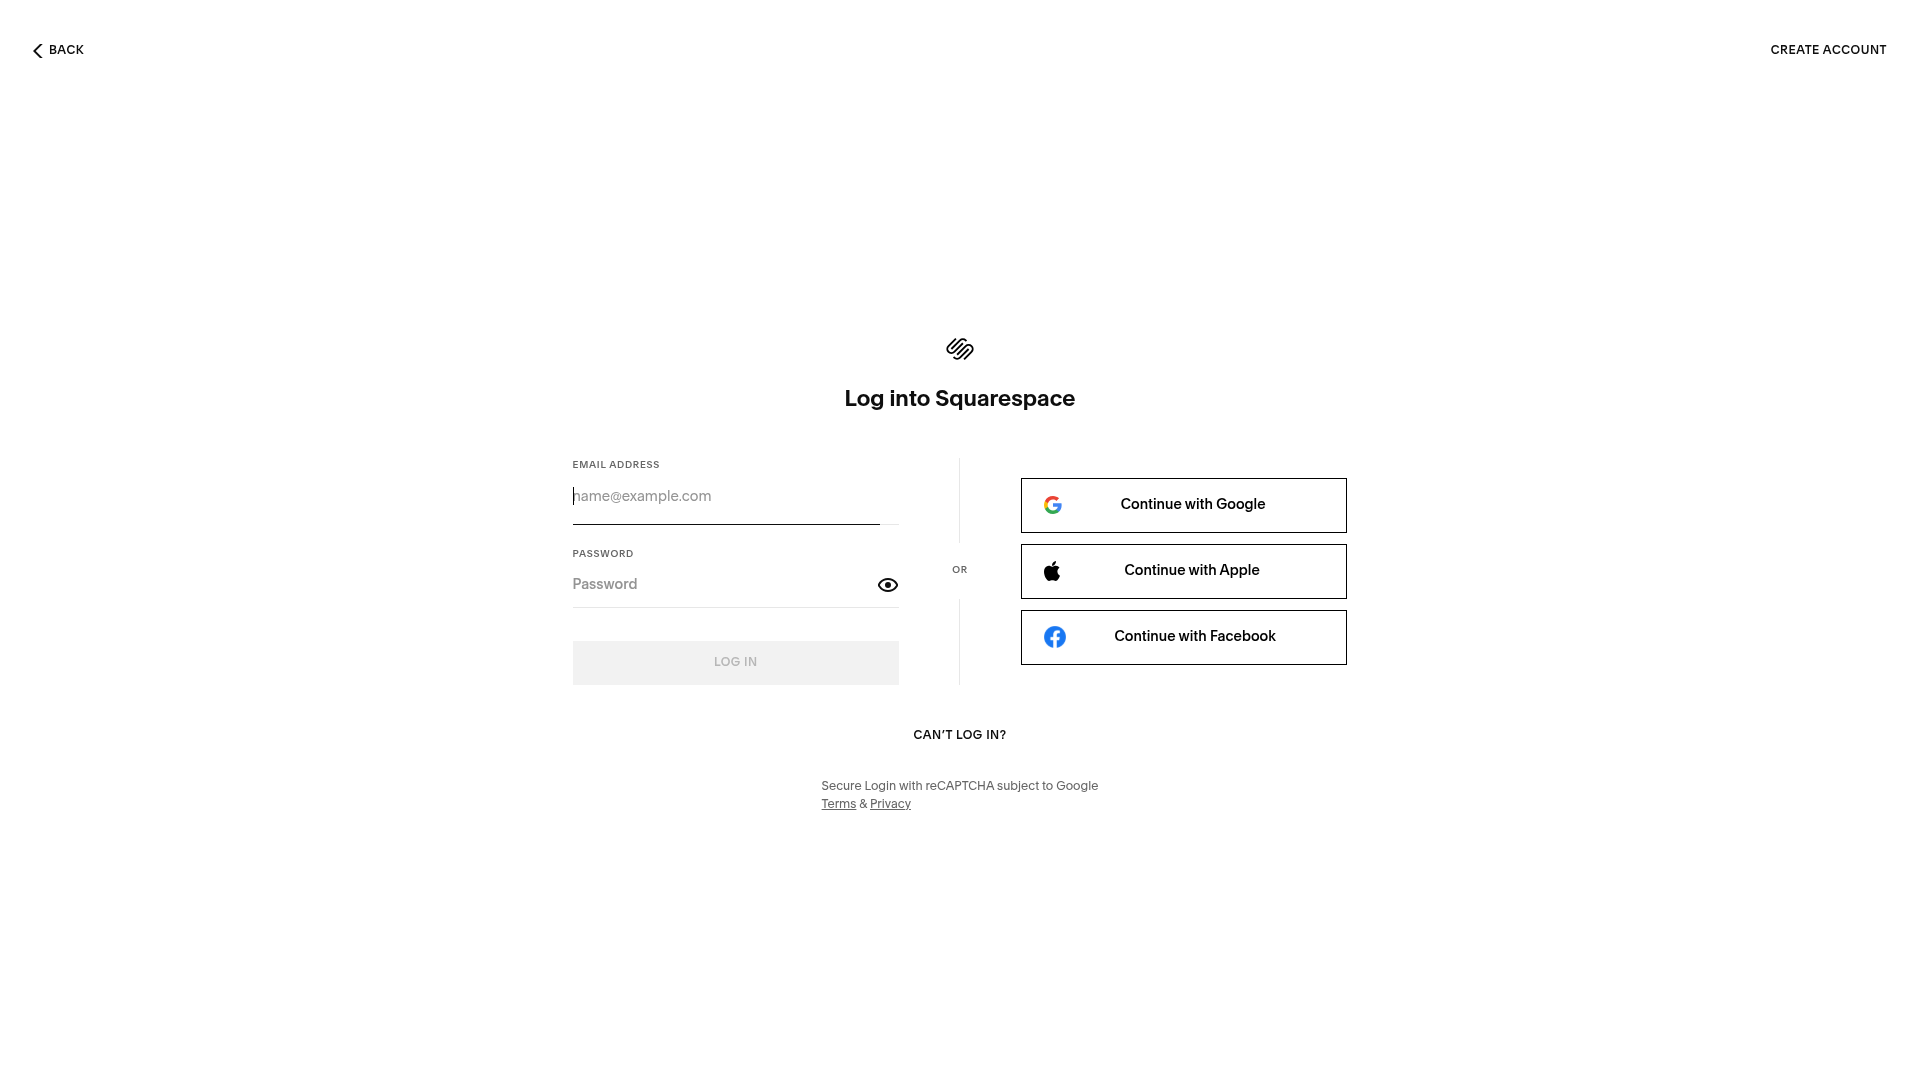 BACK
CREATE ACCOUNT
Log into Squarespace
EMAIL ADDRESS
name@example.com
PASSWORD
Password
LOG IN
OR
Continue with Google
Continue with Apple
Continue with Facebook
CAN'T LOG IN?
Secure Login with reCAPTCHA subject to Google
Terms & Privacy